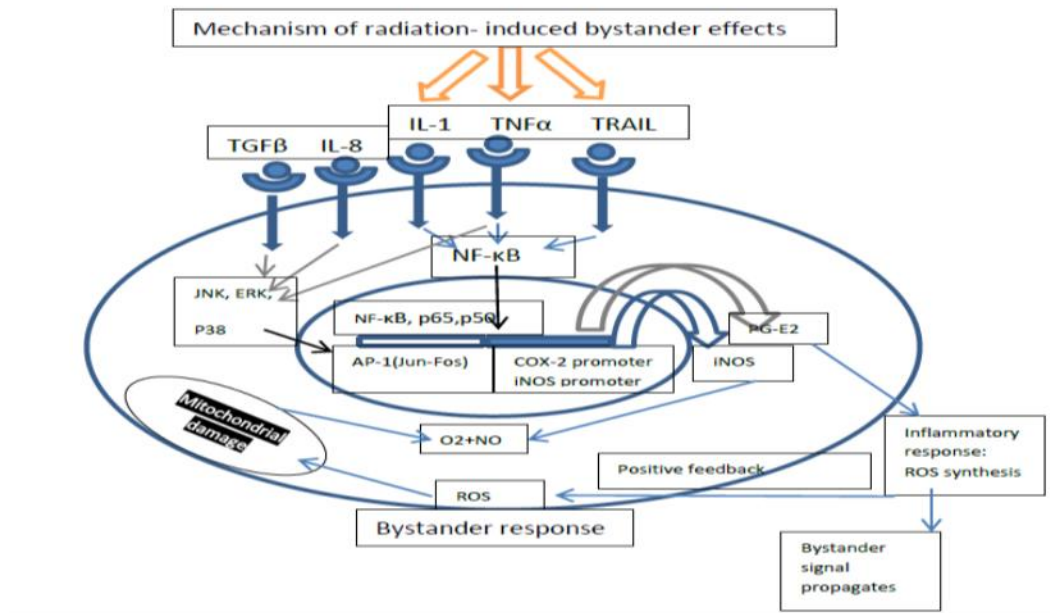 Mechanism of radiation- induced bystander effects
IL-1 TNFα TRAIL
TGFβ IL-8
NF-κB
JNK, ERK,
P38
NF-κB, p65,p50
PG-E2
AP-1(Jun-Fos)
COX-2 promoter
iNOS promoter
iNOS
Mitochondrial
damage
O2+NO
Inflammatory
response:
ROS synthesis
Positive feedback
ROS
Bystander response
Bystander
signal
propagates